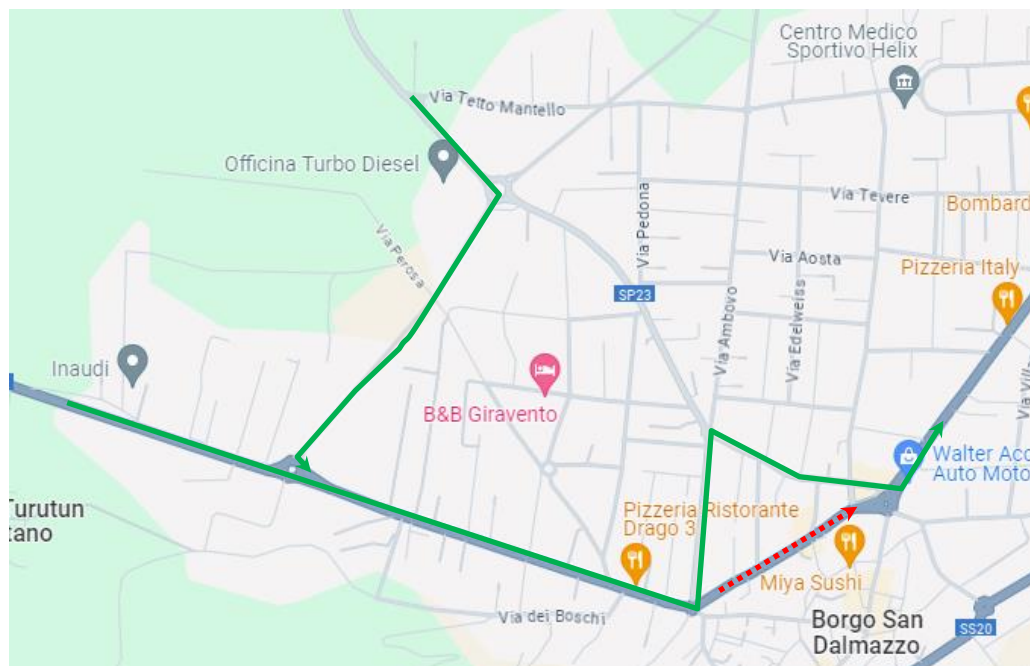 Centro Medico
Sportivo Helix
Via Tetto Mantello
Officina Turbo Diesel
Via Tevere
Bombard
Via Pedona
Via Perosa
Via Aosta
Pizzeria Italy
SP23
Via Ambovo
Via Edelweiss
Inaudi
B&B Giravento
Via Villa
Walter Acc
Auto Moto
Turutun
tano
Pizzeria Ristorante
Drago 3
Miya Sushi
Via dei Boschi
Borgo San
Dalmazzo
SS20